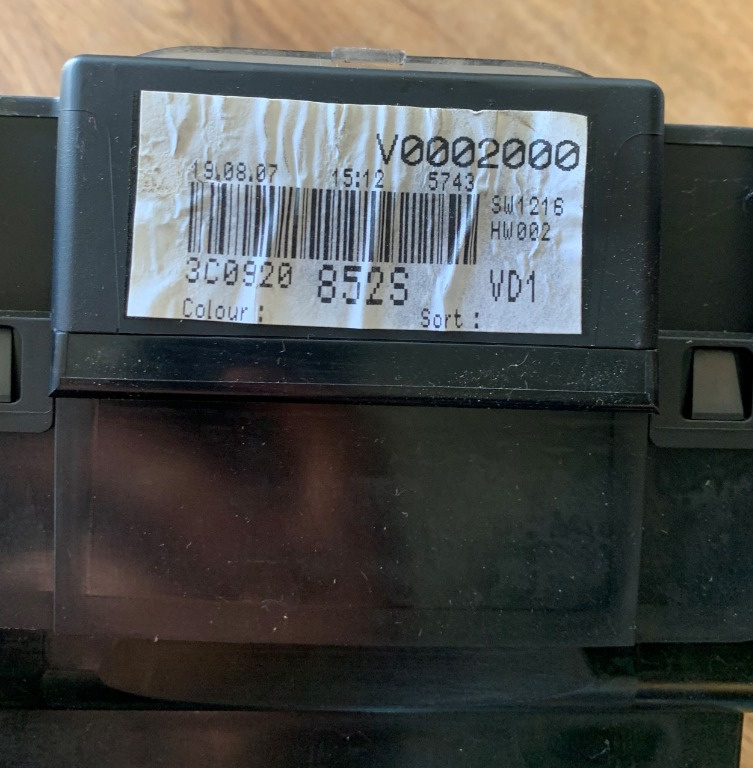 V0002000
19.08.07 15:12 5743
SW1216
HW002
3C0920 852S VD1
Colour : Sort :